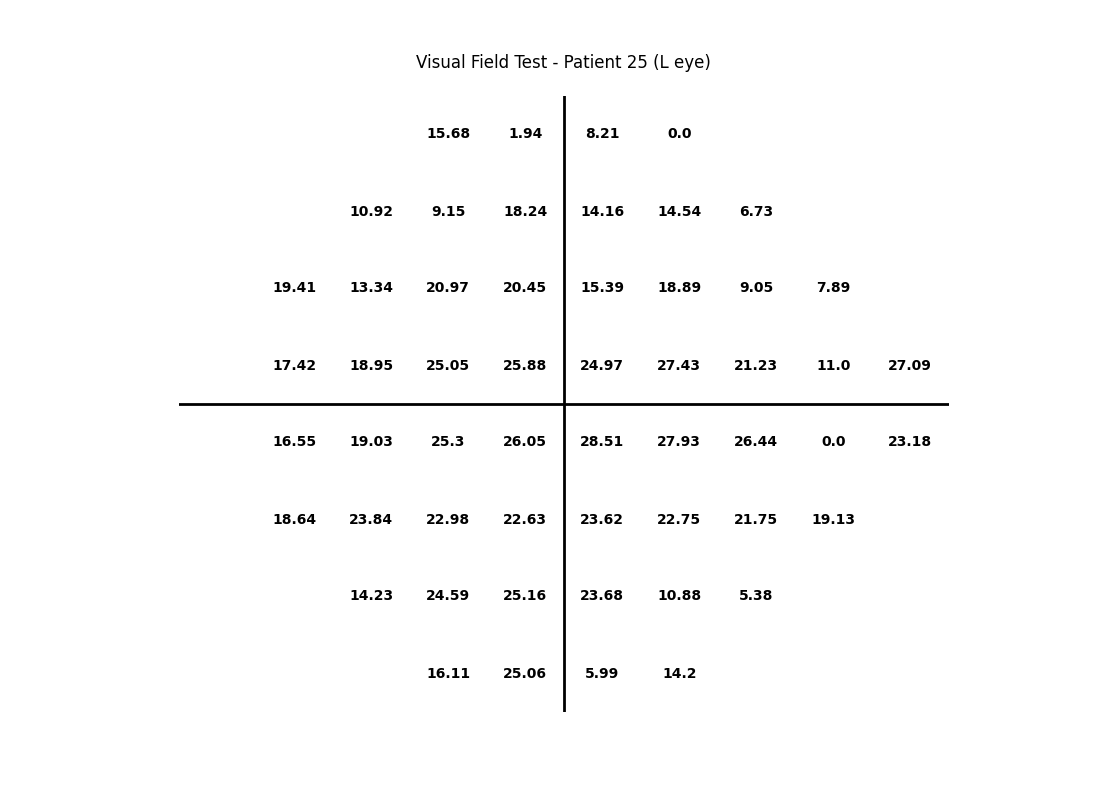 Visual Field Test - Patient 25 (L eye)
15.68 1.94 8.21 0.0
10.92 9.15 18.24 14.16 14.54 6.73
19.41 13.34 20.97 20.45 15.39 18.89 9.05 7.89
17.42 18.95 25.05 25.88 24.97 27.43 21.23 11.0 27.09
16.55 19.03 25.3 26.05 28.51 27.93 26.44 0.0 23.18
18.64 23.84 22.98 22.63 23.62 22.75 21.75 19.13
14.23 24.59 25.16 23.68 10.88 5.38
16.11 25.06 5.99 14.2